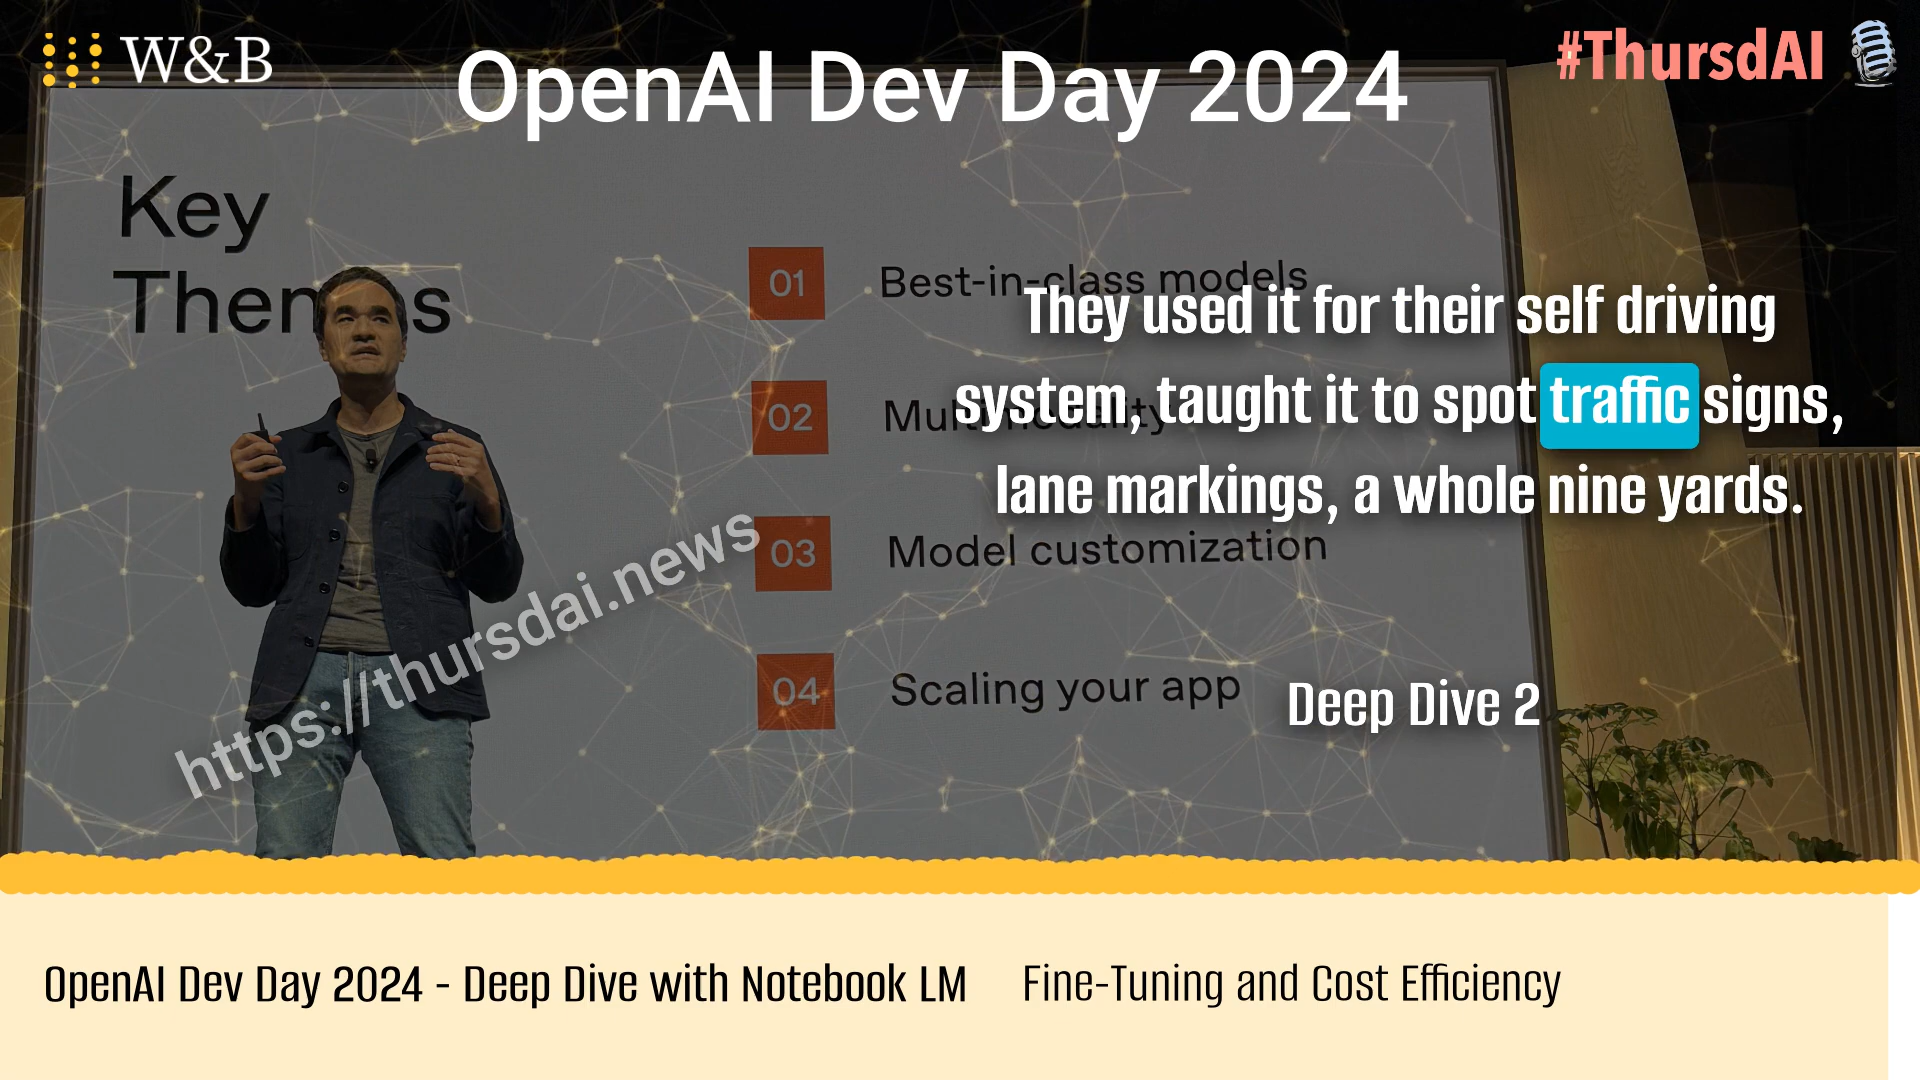 W&B
OpenAI Dev Day 2024
#ThursdAI
Key
Themes
01
Best-in-class models
They used it for their self driving
02
Multimodality
system, taught it to spot traffic signs,
lane markings, a whole nine yards.
03
Model customization
https://thursdai.news
04
Scaling your app
Deep Dive 2
OpenAI Dev Day 2024 - Deep Dive with Notebook LM
Fine-Tuning and Cost Efficiency